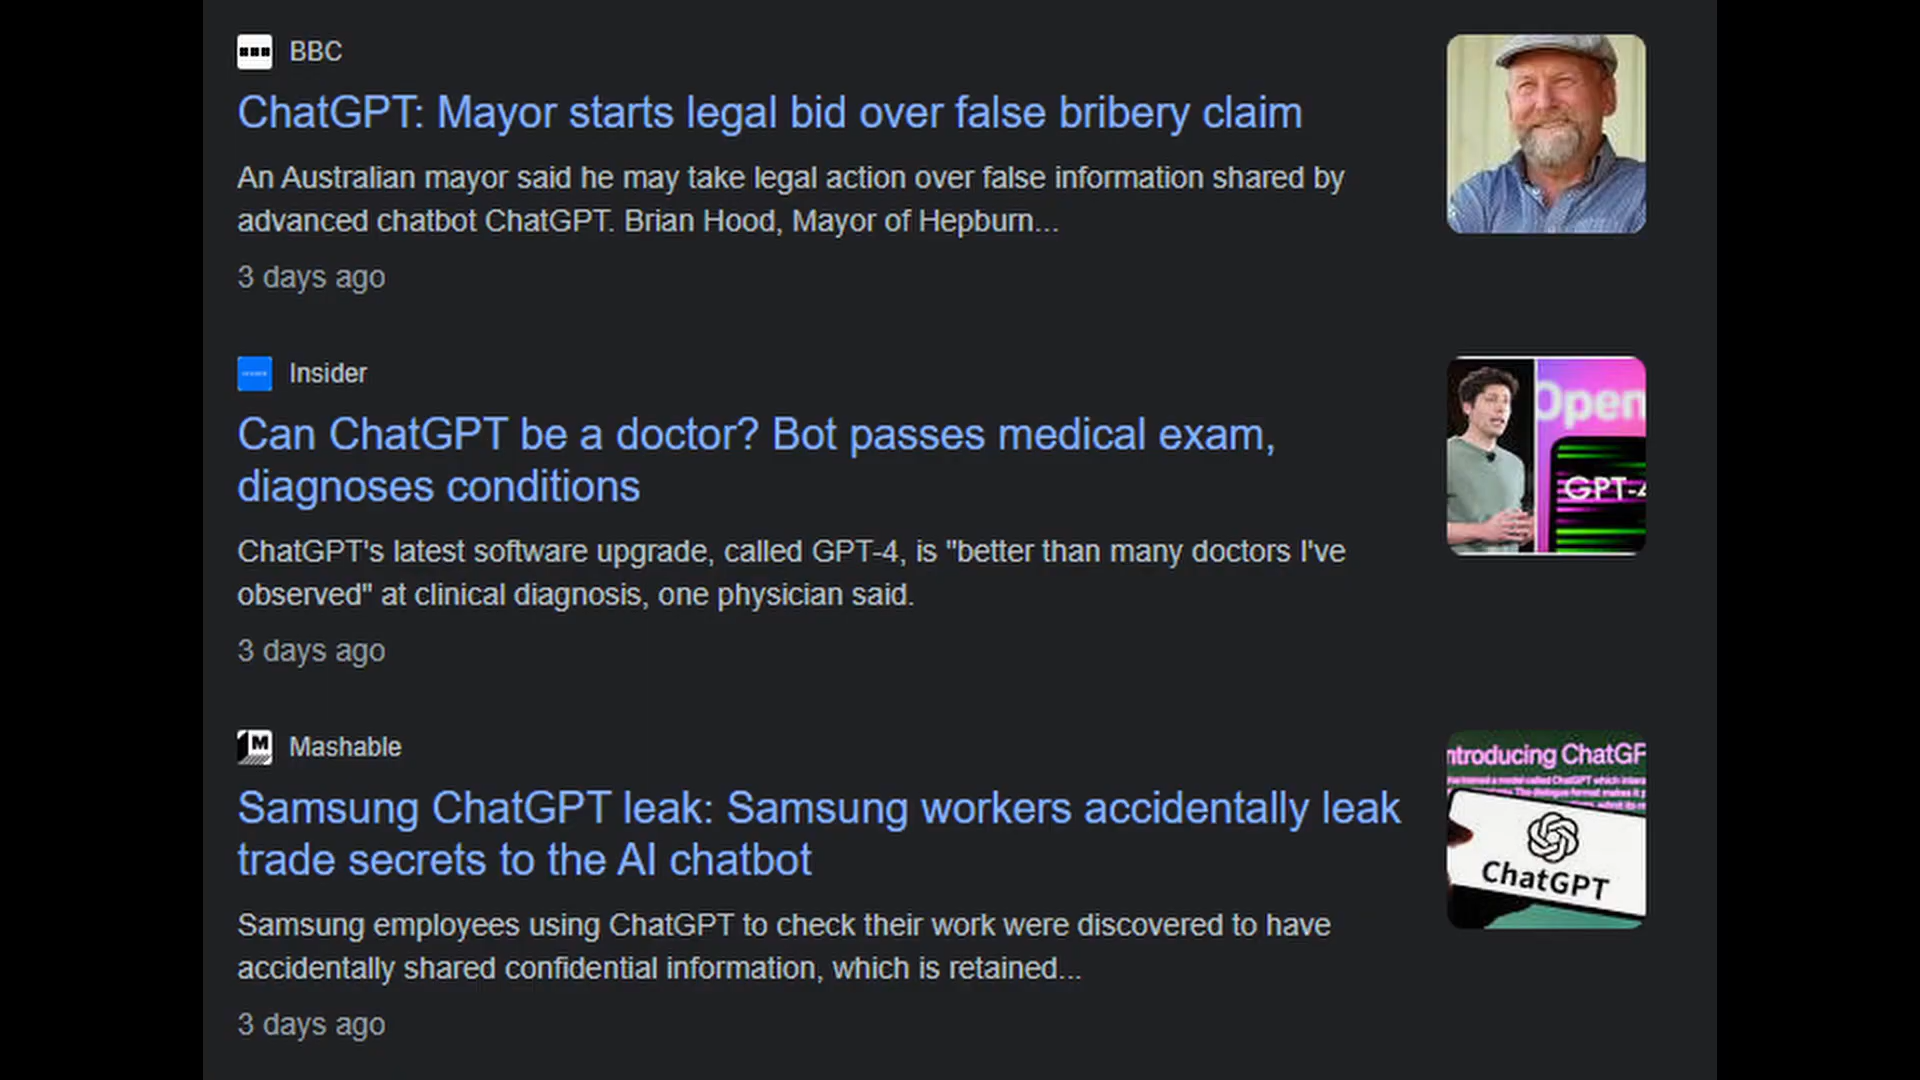 BBC
ChatGPT: Mayor starts legal bid over false bribery claim
An Australian mayor said he may take legal action over false information shared by
advanced chatbot ChatGPT. Brian Hood, Mayor of Hepburn...
3 days ago
Insider
Can ChatGPT be a doctor? Bot passes medical exam,
diagnoses conditions
ChatGPT's latest software upgrade, called GPT-4, is "better than many doctors I've
observed" at clinical diagnosis, one physician said.
3 days ago
Open
GPT-4
M
Mashable
Samsung ChatGPT leak: Samsung workers accidentally leak
trade secrets to the AI chatbot
Samsung employees using ChatGPT to check their work were discovered to have
accidentally shared confidential information, which is retained...
3 days ago
ntroducing ChatGP
ChatGPT